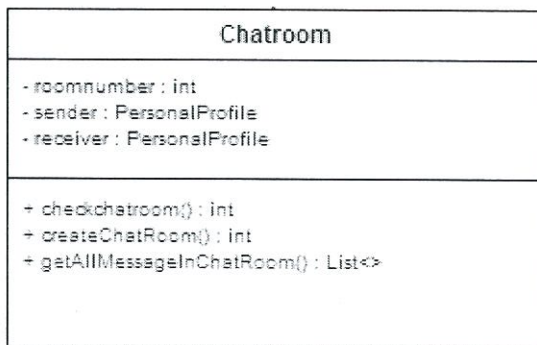 Chatroom
- roomnumber : int
- sender : PersonalProfile
- receiver : PersonalProfile
+ checkchatroom() : int
+ createChatRoom() : int
+ getAllMessageInChatRoom() : List<>